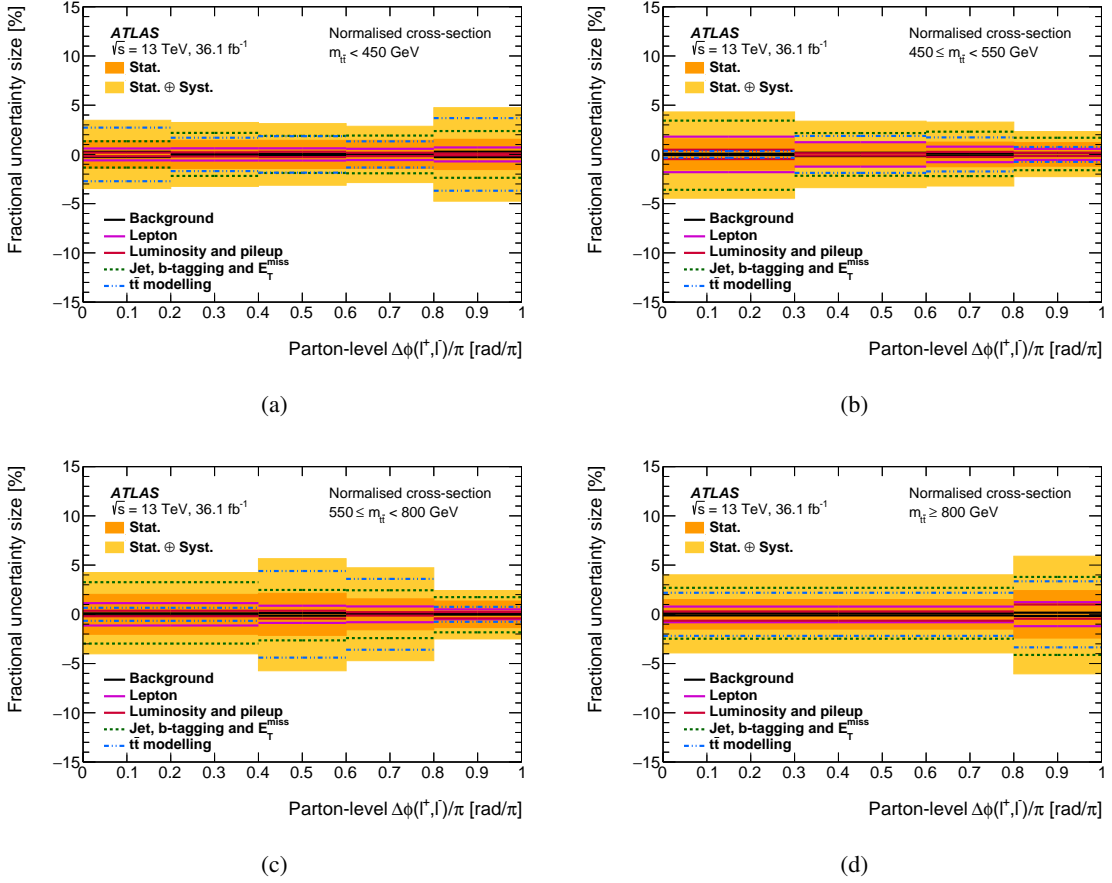 Fractional uncertainty size [%]
15
10
5
0
−5
−10
−15
ATLAS
√s = 13 TeV, 36.1 fb⁻¹
Stat.
Stat. ⊕ Syst.
Normalised cross-section
m_tt̄ < 450 GeV
Background
Lepton
Luminosity and pileup
Jet, b-tagging and E_T^miss
tt̄ modelling
0 0.1 0.2 0.3 0.4 0.5 0.6 0.7 0.8 0.9 1
Parton-level Δϕ(l⁺,l⁻)/π [rad/π]
(a)
Fractional uncertainty size [%]
15
10
5
0
−5
−10
−15
ATLAS
√s = 13 TeV, 36.1 fb⁻¹
Stat.
Stat. ⊕ Syst.
Normalised cross-section
450 ≤ m_tt̄ < 550 GeV
Background
Lepton
Luminosity and pileup
Jet, b-tagging and E_T^miss
tt̄ modelling
0 0.1 0.2 0.3 0.4 0.5 0.6 0.7 0.8 0.9 1
Parton-level Δϕ(l⁺,l⁻)/π [rad/π]
(b)
Fractional uncertainty size [%]
15
10
5
0
−5
−10
−15
ATLAS
√s = 13 TeV, 36.1 fb⁻¹
Stat.
Stat. ⊕ Syst.
Normalised cross-section
550 ≤ m_tt̄ < 800 GeV
Background
Lepton
Luminosity and pileup
Jet, b-tagging and E_T^miss
tt̄ modelling
0 0.1 0.2 0.3 0.4 0.5 0.6 0.7 0.8 0.9 1
Parton-level Δϕ(l⁺,l⁻)/π [rad/π]
(c)
Fractional uncertainty size [%]
15
10
5
0
−5
−10
−15
ATLAS
√s = 13 TeV, 36.1 fb⁻¹
Stat.
Stat. ⊕ Syst.
Normalised cross-section
m_tt̄ ≥ 800 GeV
Background
Lepton
Luminosity and pileup
Jet, b-tagging and E_T^miss
tt̄ modelling
0 0.1 0.2 0.3 0.4 0.5 0.6 0.7 0.8 0.9 1
Parton-level Δϕ(l⁺,l⁻)/π [rad/π]
(d)